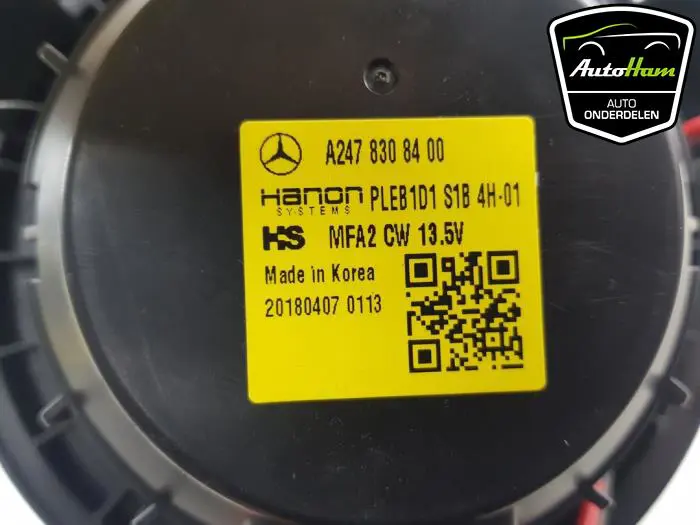 AutoHam
AUTO
ONDERDELEN
A247 830 84 00
Hanon PLEB1D1 S1B 4H-01
SYSTEMS
HS MFA2 CW 13.5V
Made in Korea
20180407 0113